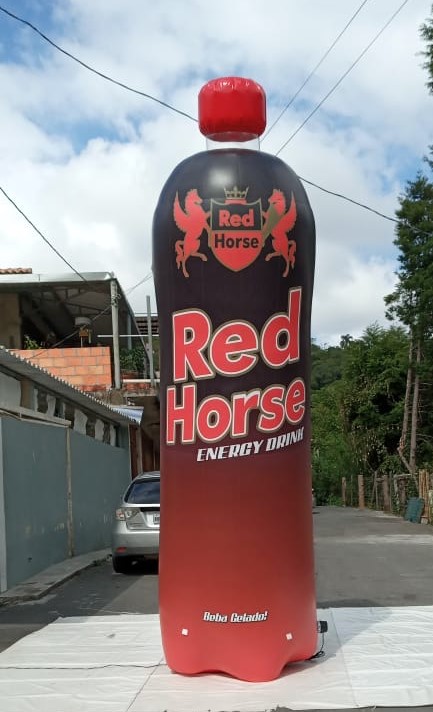 Red
Horse
Red
Horse
ENERGY DRINK
Beba Gelado!